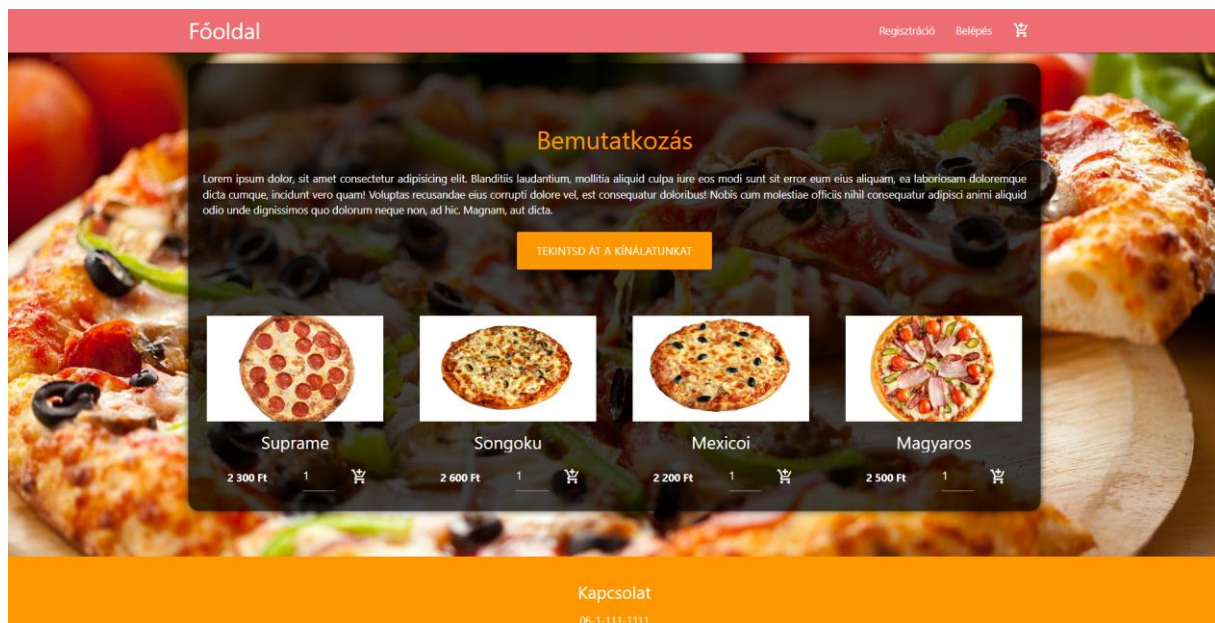 Főoldal
Regisztráció Belépés
Bemutatkozás
Lorem ipsum dolor, sit amet consectetur adipisicing elit. Blanditiis laudantium, mollitia aliquid culpa iure eos modi sunt sit error eum eius aliquam, ea laboriosam doloremque
dicta cumque, incidunt vero quam! Voluptas recusandae eius corrupti dolore vel, est consequatur doloribus! Nobis cum molestiae officiis nihil consequatur adipisci animi aliquid
odio unde dignissimos quo dolorum neque non, ad hic. Magnam, aut dicta.
TEKINTSD ÁT A KÍNÁLATUNKAT
Suprame
2 300 Ft 1
Songoku
2 600 Ft 1
Mexicoi
2 200 Ft 1
Magyaros
2 500 Ft 1
Kapcsolat
06-1-111-1111